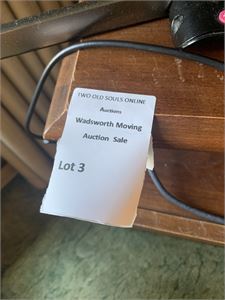 TWO OLD SOULS ONLINE
Auctions
Wadsworth Moving
Auction Sale
Lot 3